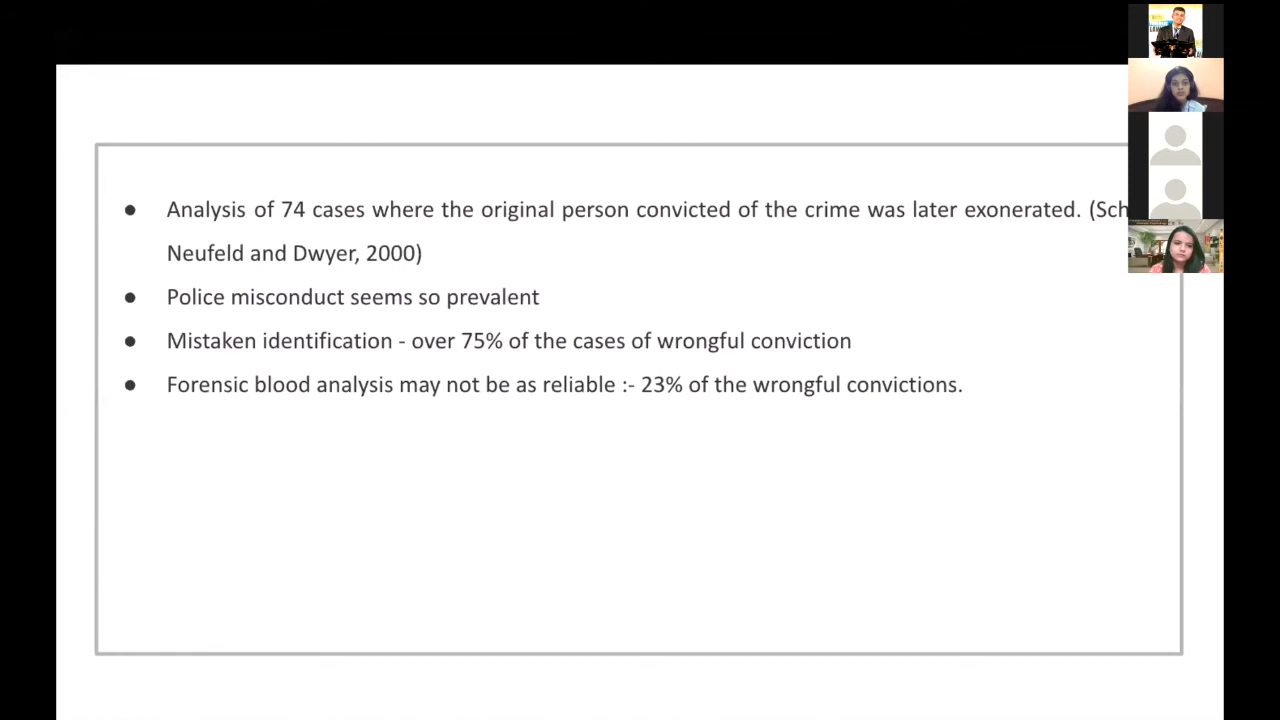 ● Analysis of 74 cases where the original person convicted of the crime was later exonerated. (Sch
Neufeld and Dwyer, 2000)
● Police misconduct seems so prevalent
● Mistaken identification - over 75% of the cases of wrongful conviction
● Forensic blood analysis may not be as reliable :- 23% of the wrongful convictions.